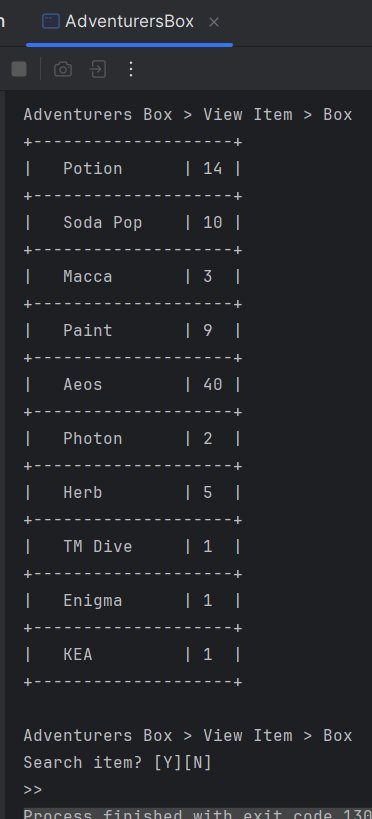 AdventurersBox
Adventurers Box > View Item > Box
+--------------------+
|   Potion      | 14 |
+--------------------+
|   Soda Pop    | 10 |
+--------------------+
|   Macca       | 3  |
+--------------------+
|   Paint       | 9  |
+--------------------+
|   Aeos        | 40 |
+--------------------+
|   Photon      | 2  |
+--------------------+
|   Herb        | 5  |
+--------------------+
|   TM Dive     | 1  |
+--------------------+
|   Enigma      | 1  |
+--------------------+
|   KEA         | 1  |
+--------------------+
Adventurers Box > View Item > Box
Search item? [Y][N]
>>
Process finished with exit code 130